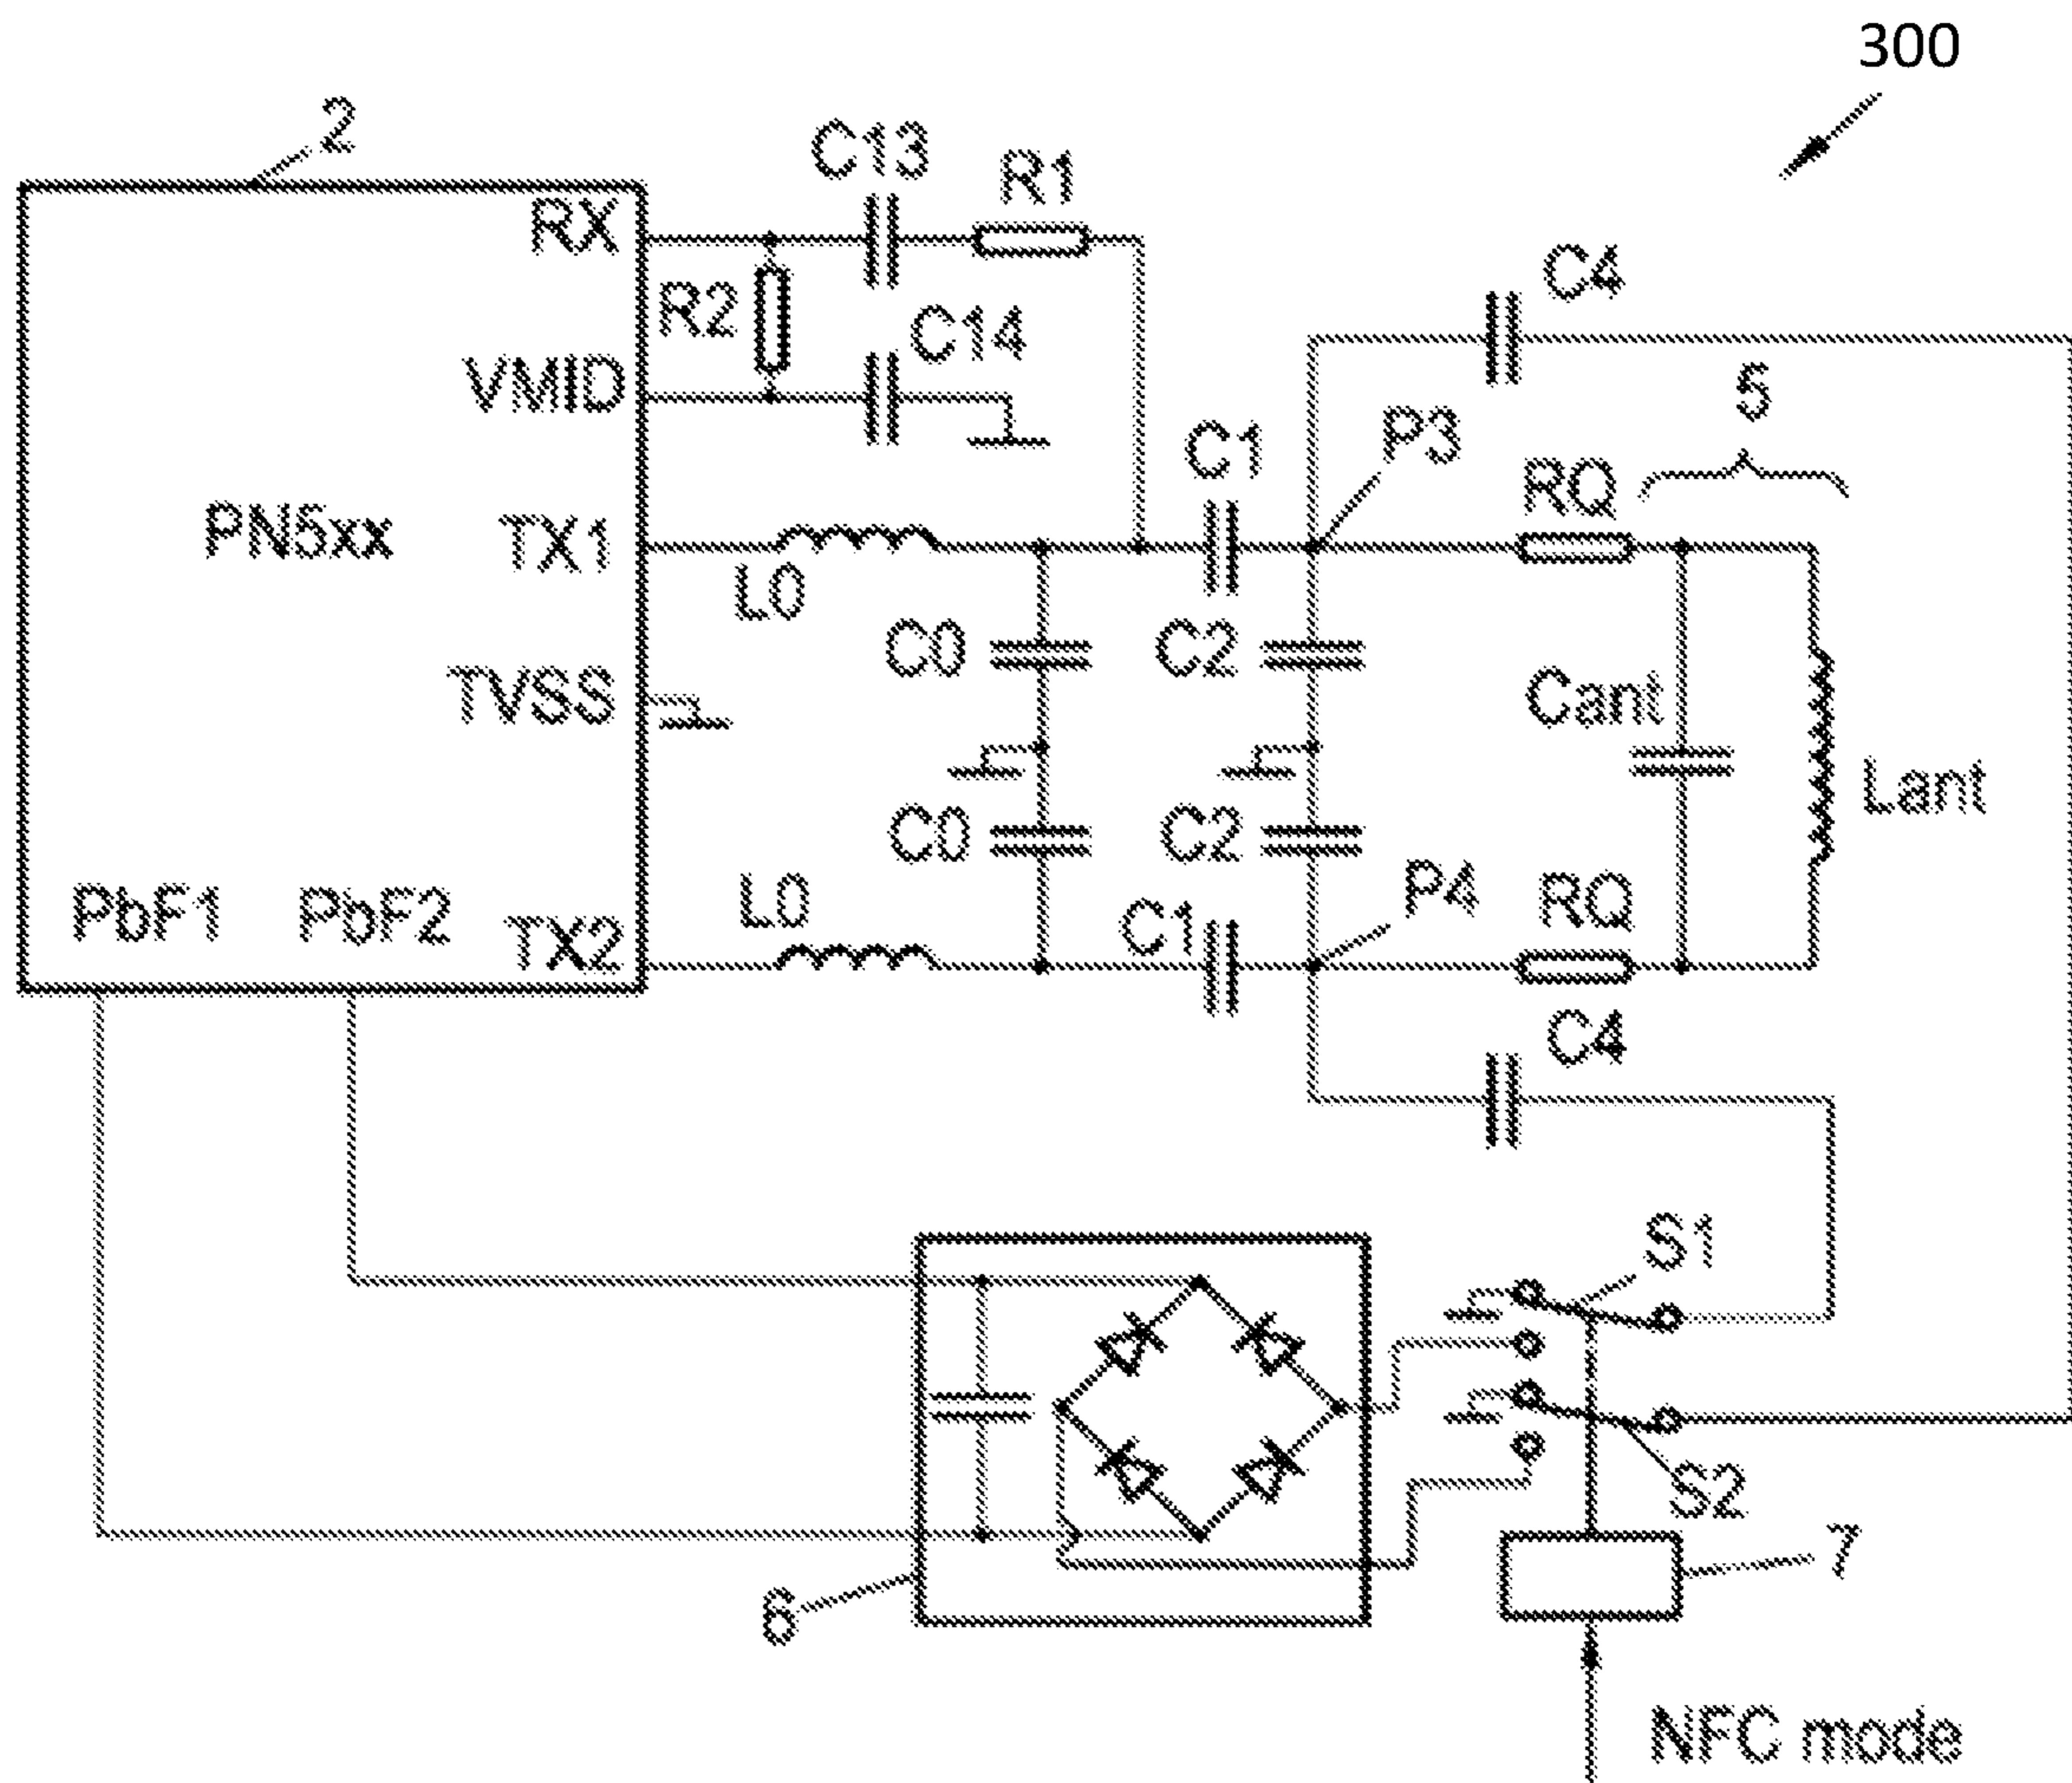 300
2
C13
R1
RX
C4
R2
C14
VMID
5
P3
C1
RQ
PN5xx
TX1
L0
C0
C2
Cant
TVSS
Lant
C0
C2
P4
PbF1
PbF2
TX2
L0
C1
RQ
C4
S1
S2
7
6
NFC mode